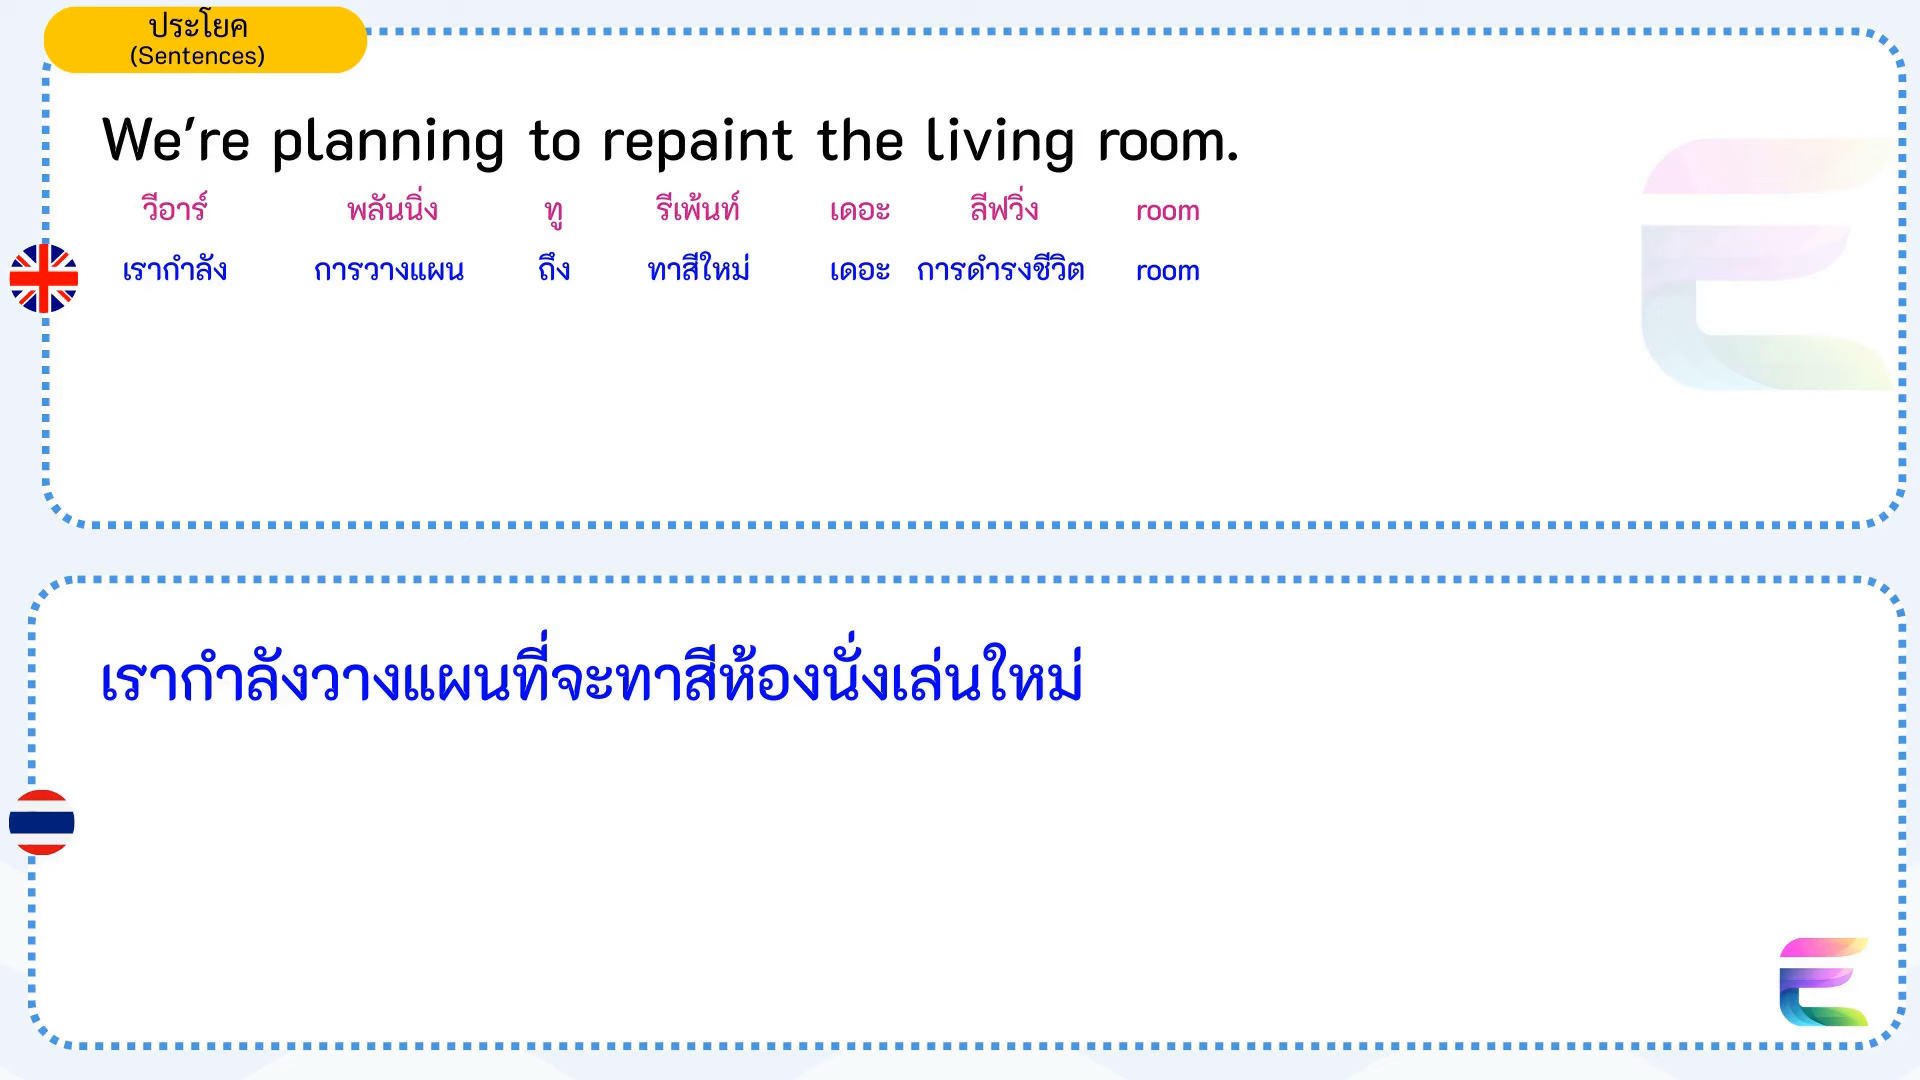 ประโยค
(Sentences)
We’re planning to repaint the living room.
วีอาร์ พลันนิ่ง ทู รีเพ้นท์ เดอะ ลีฟวิ่ง room
เรากำลัง การวางแผน ถึง ทาสีใหม่ เดอะ การดำรงชีวิต room
เรากำลังวางแผนที่จะทาสีห้องนั่งเล่นใหม่